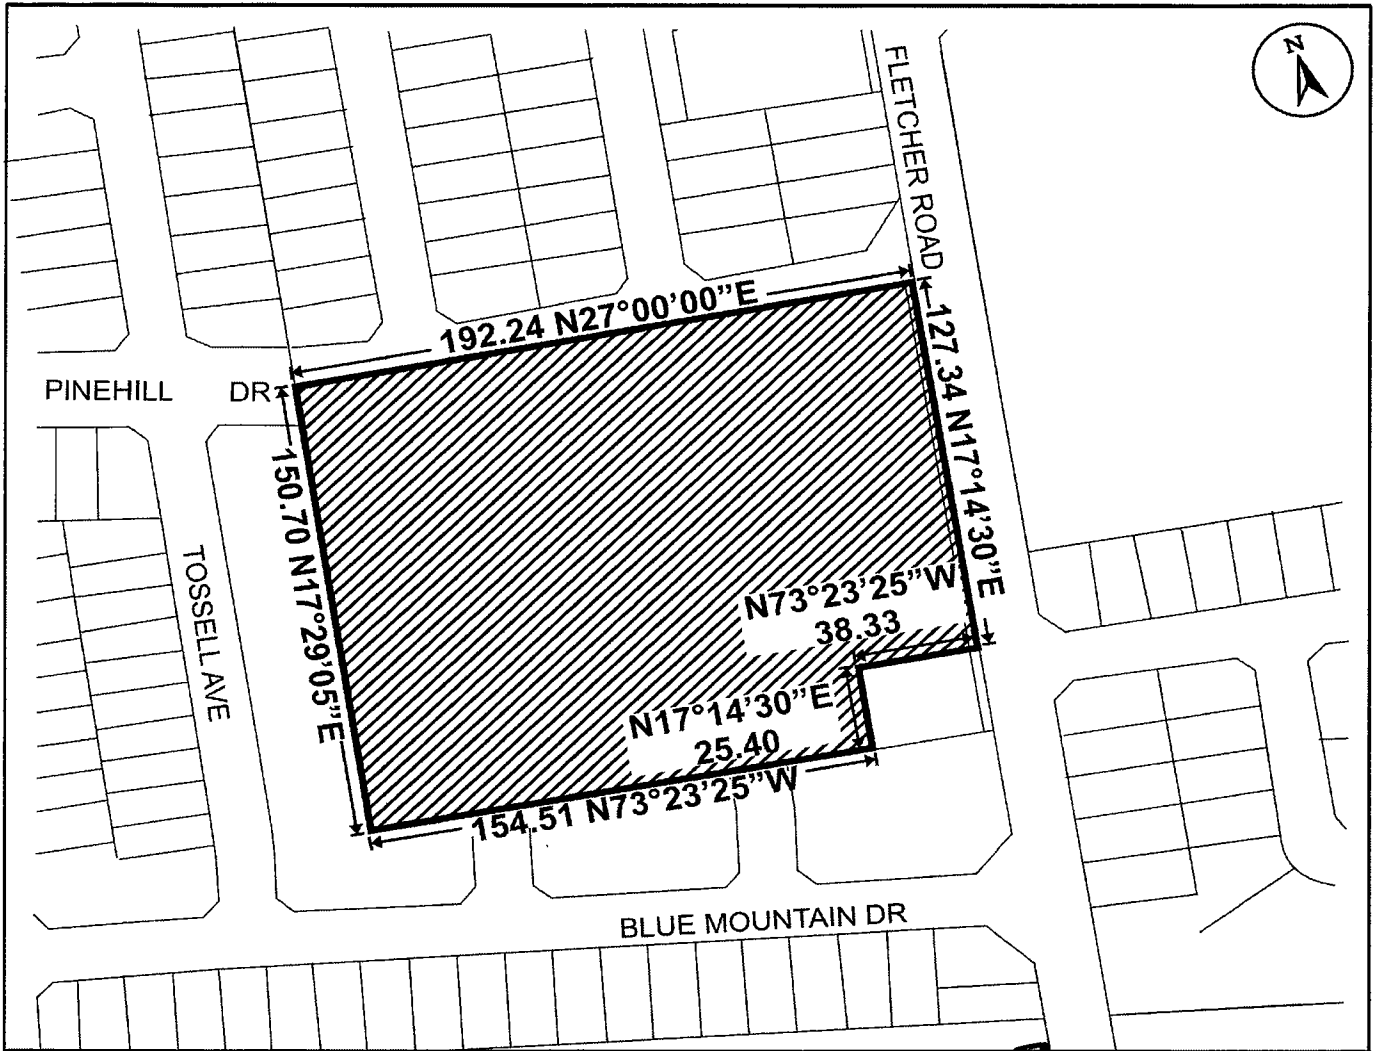 N
FLETCHER ROAD
192.24 N27°00'00"E
127.34 N17°14'30"E
PINEHILL DR
150.70 N17°29'05"E
TOSSELL AVE
N73°23'25"W
38.33
N17°14'30"E
25.40
154.51 N73°23'25"W
BLUE MOUNTAIN DR